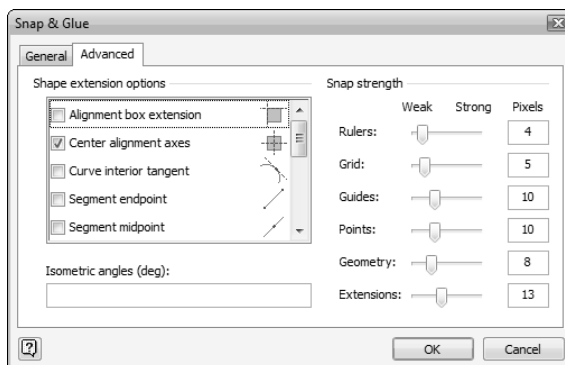 Snap & Glue
General
Advanced
Shape extension options
Alignment box extension
Center alignment axes
Curve interior tangent
Segment endpoint
Segment midpoint
Isometric angles (deg):
Snap strength
Weak Strong Pixels
Rulers: 4
Grid: 5
Guides: 10
Points: 10
Geometry: 8
Extensions: 13
?
OK
Cancel